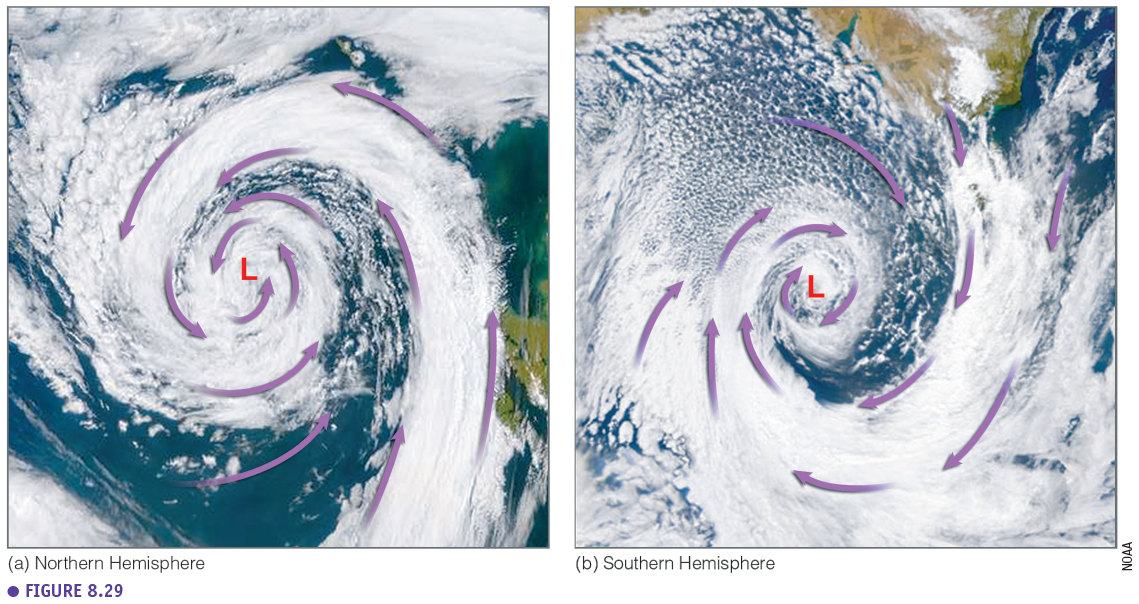 L
L
(a) Northern Hemisphere
(b) Southern Hemisphere
NOAA
● FIGURE 8.29